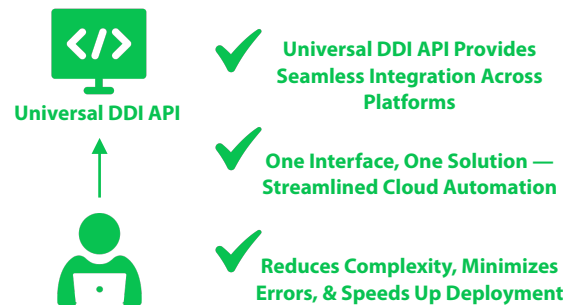 Universal DDI API
Universal DDI API Provides
Seamless Integration Across
Platforms
One Interface, One Solution —
Streamlined Cloud Automation
Reduces Complexity, Minimizes
Errors, & Speeds Up Deployment